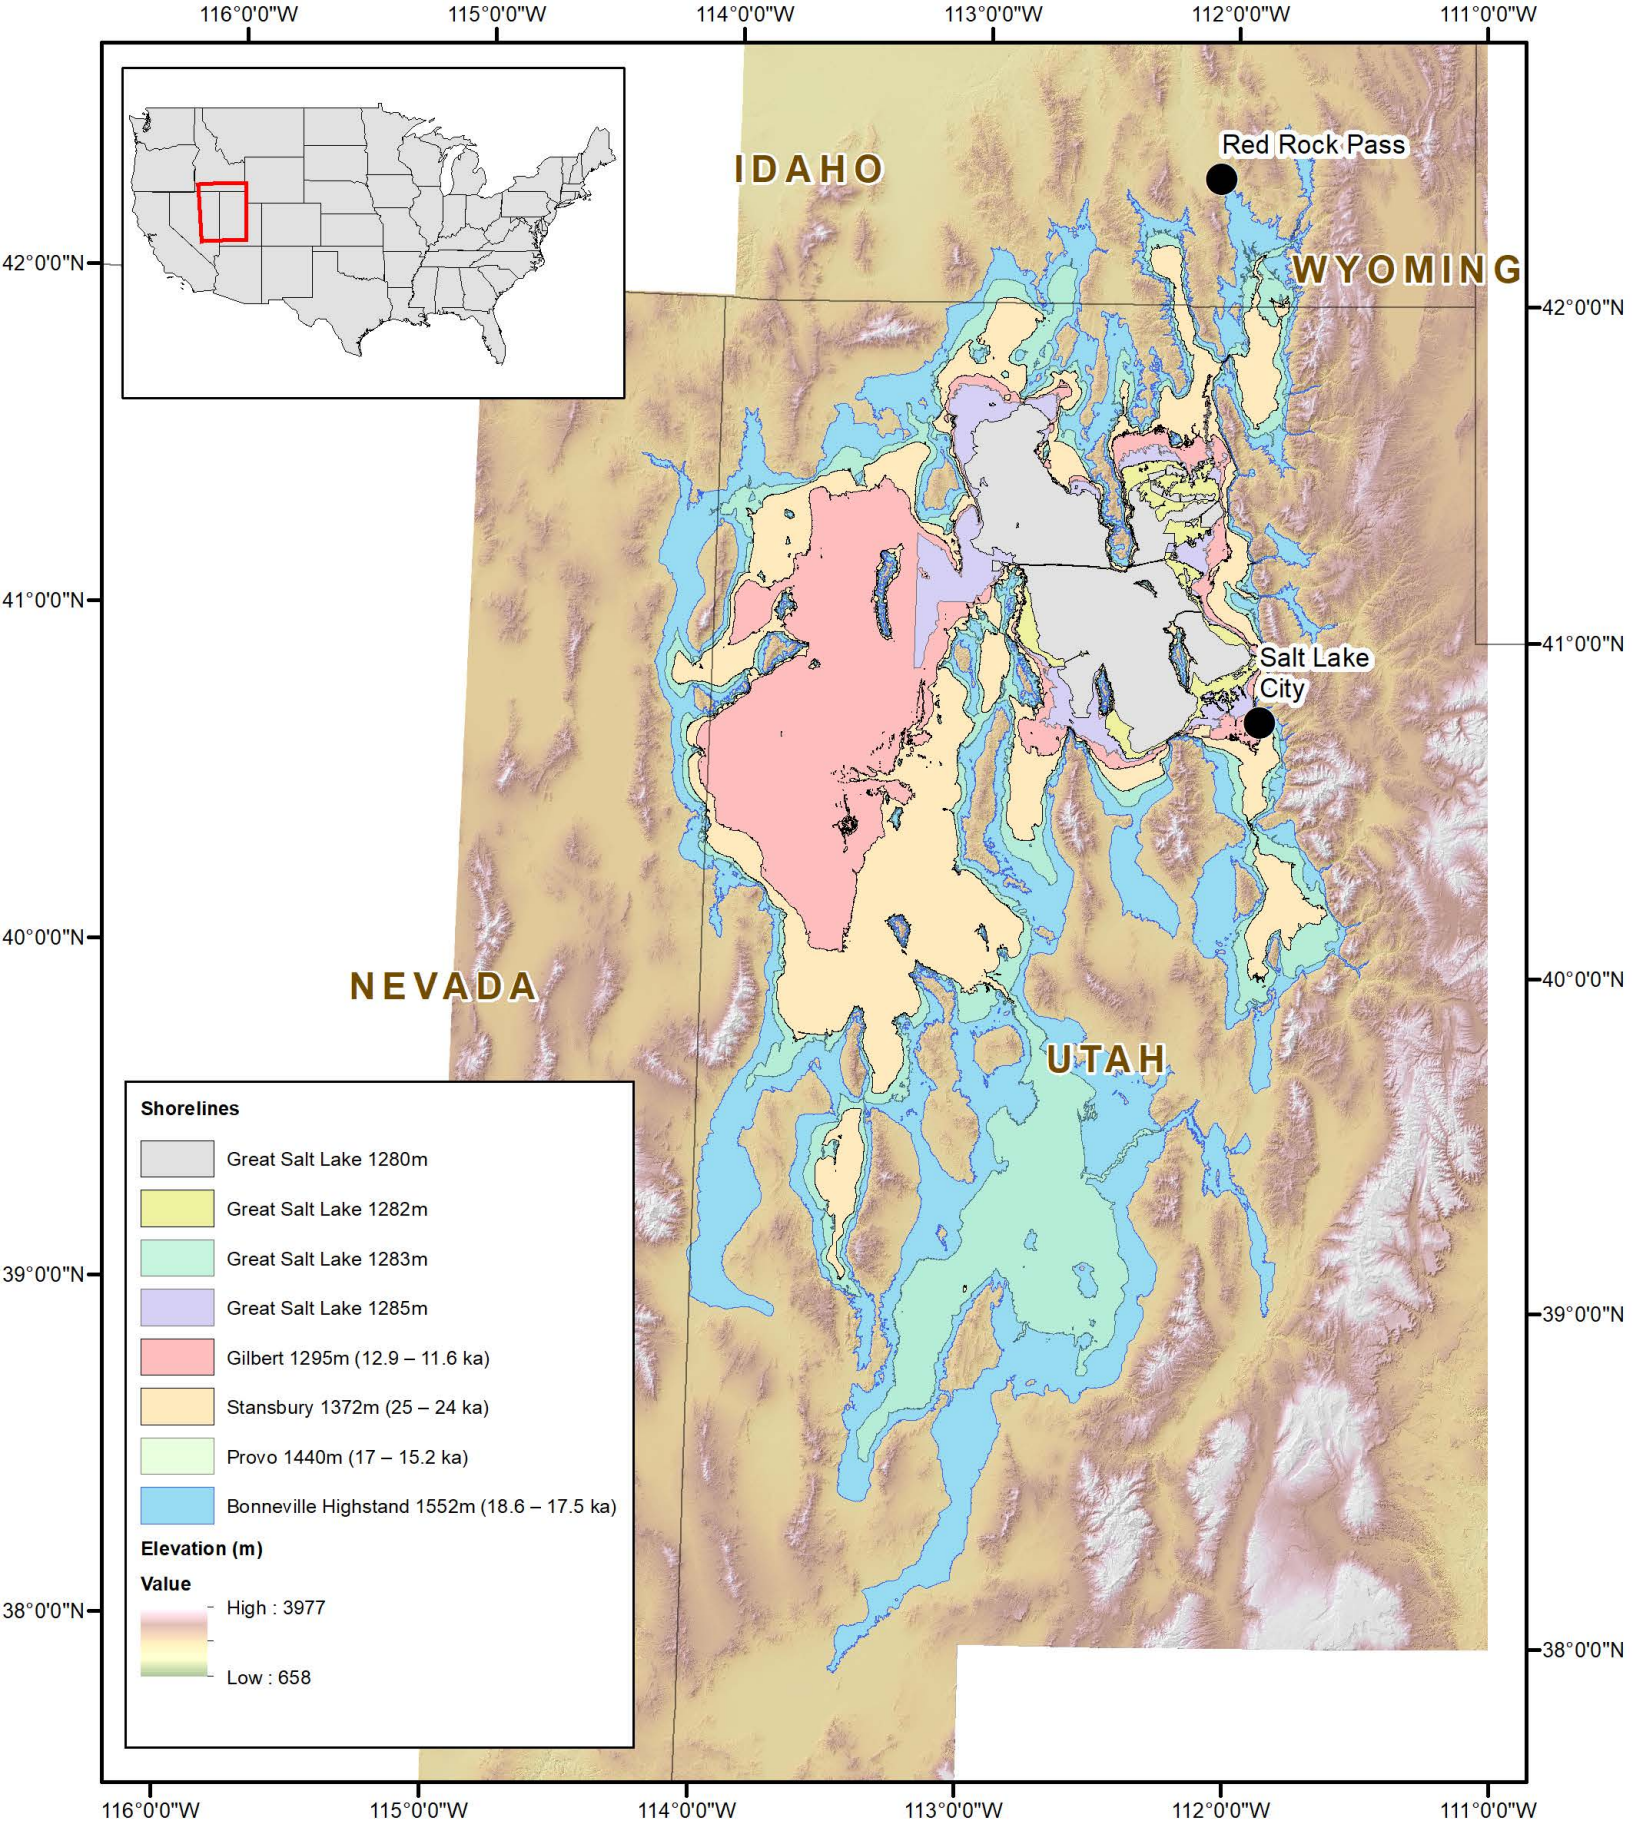 116°0'0"W 115°0'0"W 114°0'0"W 113°0'0"W 112°0'0"W 111°0'0"W
Red Rock Pass
IDAHO
42°0'0"N
WYOMING
42°0'0"N
41°0'0"N
41°0'0"N
Salt Lake
City
40°0'0"N
40°0'0"N
NEVADA
UTAH
Shorelines
Great Salt Lake 1280m
Great Salt Lake 1282m
Great Salt Lake 1283m
39°0'0"N
Great Salt Lake 1285m
39°0'0"N
Gilbert 1295m (12.9 – 11.6 ka)
Stansbury 1372m (25 – 24 ka)
Provo 1440m (17 – 15.2 ka)
Bonneville Highstand 1552m (18.6 – 17.5 ka)
Elevation (m)
Value
High : 3977
38°0'0"N
38°0'0"N
Low : 658
116°0'0"W 115°0'0"W 114°0'0"W 113°0'0"W 112°0'0"W 111°0'0"W